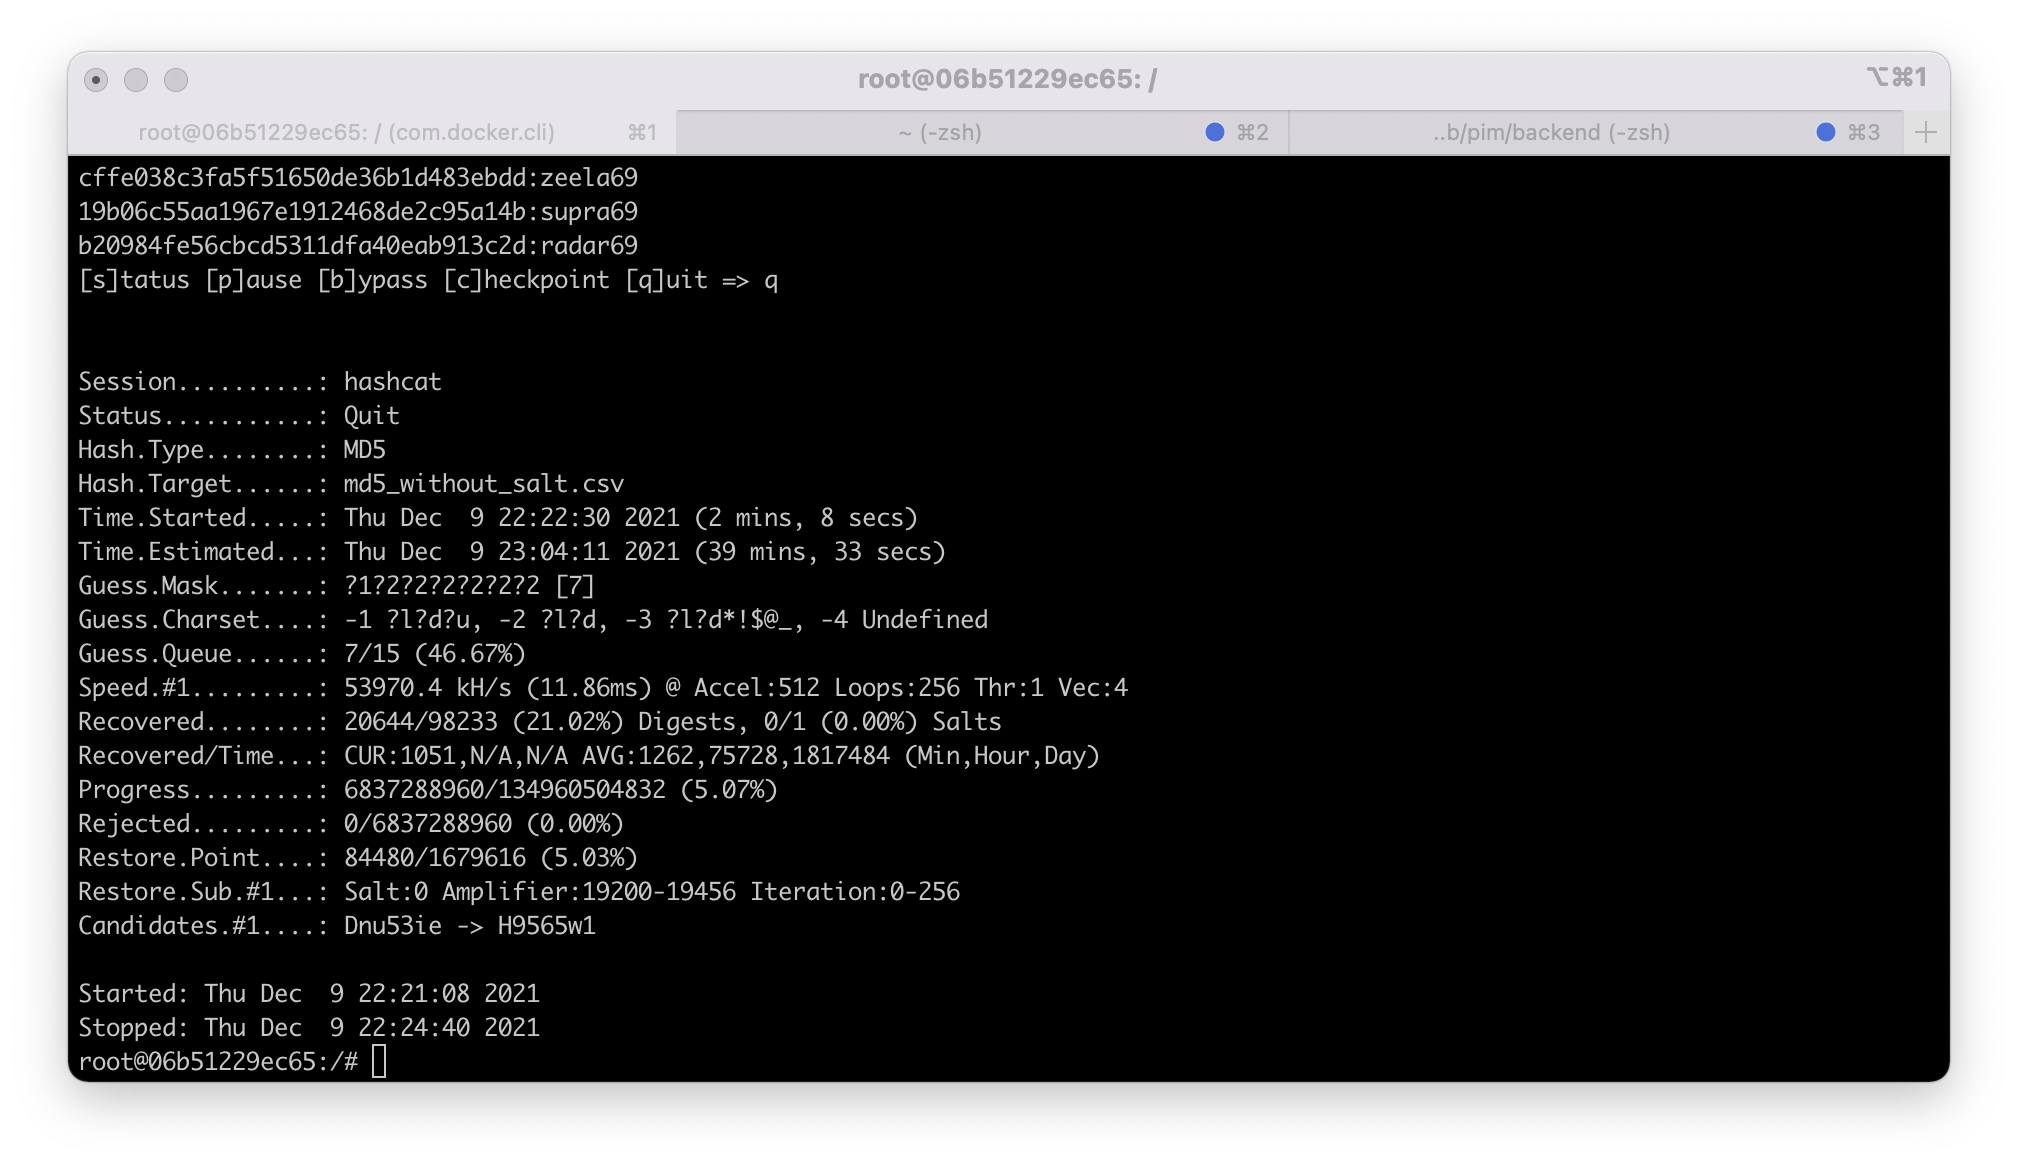 root@06b51229ec65: /
⌥⌘1
root@06b51229ec65: / (com.docker.cli) ⌘1
~ (-zsh) ⌘2
..b/pim/backend (-zsh) ⌘3
cffe038c3fa5f51650de36b1d483ebdd:zeela69
19b06c55aa1967e1912468de2c95a14b:supra69
b20984fe56cbcd5311dfa40eab913c2d:radar69
[s]tatus [p]ause [b]ypass [c]heckpoint [q]uit => q
Session..........: hashcat
Status...........: Quit
Hash.Type........: MD5
Hash.Target......: md5_without_salt.csv
Time.Started.....: Thu Dec  9 22:22:30 2021 (2 mins, 8 secs)
Time.Estimated...: Thu Dec  9 23:04:11 2021 (39 mins, 33 secs)
Guess.Mask.......: ?1?2?2?2?2?2?2 [7]
Guess.Charset....: -1 ?l?d?u, -2 ?l?d, -3 ?l?d*!$@_, -4 Undefined
Guess.Queue......: 7/15 (46.67%)
Speed.#1.........: 53970.4 kH/s (11.86ms) @ Accel:512 Loops:256 Thr:1 Vec:4
Recovered........: 20644/98233 (21.02%) Digests, 0/1 (0.00%) Salts
Recovered/Time...: CUR:1051,N/A,N/A AVG:1262,75728,1817484 (Min,Hour,Day)
Progress.........: 6837288960/134960504832 (5.07%)
Rejected.........: 0/6837288960 (0.00%)
Restore.Point....: 84480/1679616 (5.03%)
Restore.Sub.#1...: Salt:0 Amplifier:19200-19456 Iteration:0-256
Candidates.#1....: Dnu53ie -> H9565w1
Started: Thu Dec  9 22:21:08 2021
Stopped: Thu Dec  9 22:24:40 2021
root@06b51229ec65:/#